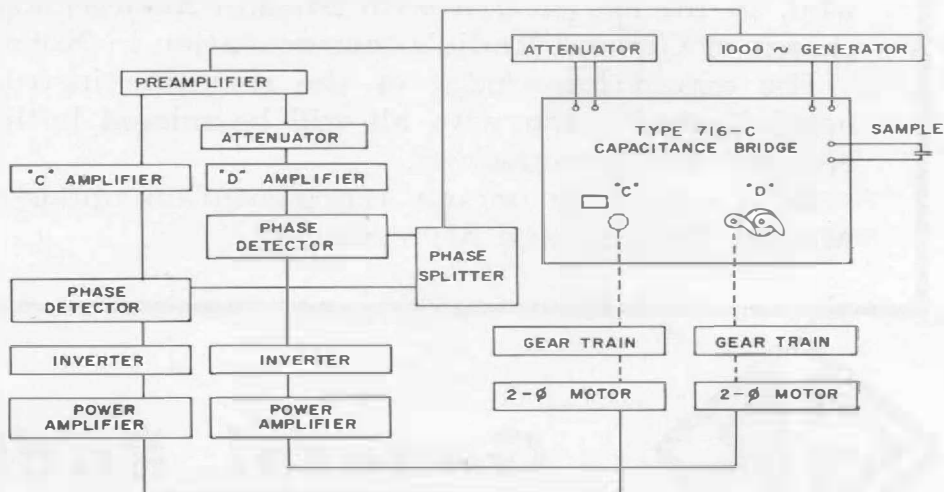 ATTENUATOR
1000 ~ GENERATOR
PREAMPLIFIER
ATTENUATOR
"C" AMPLIFIER
"D" AMPLIFIER
PHASE
DETECTOR
PHASE
DETECTOR
PHASE
SPLITTER
INVERTER
INVERTER
POWER
AMPLIFIER
POWER
AMPLIFIER
TYPE 716-C
CAPACITANCE BRIDGE
SAMPLE
"C"
"D"
GEAR TRAIN
GEAR TRAIN
2-Ø MOTOR
2-Ø MOTOR